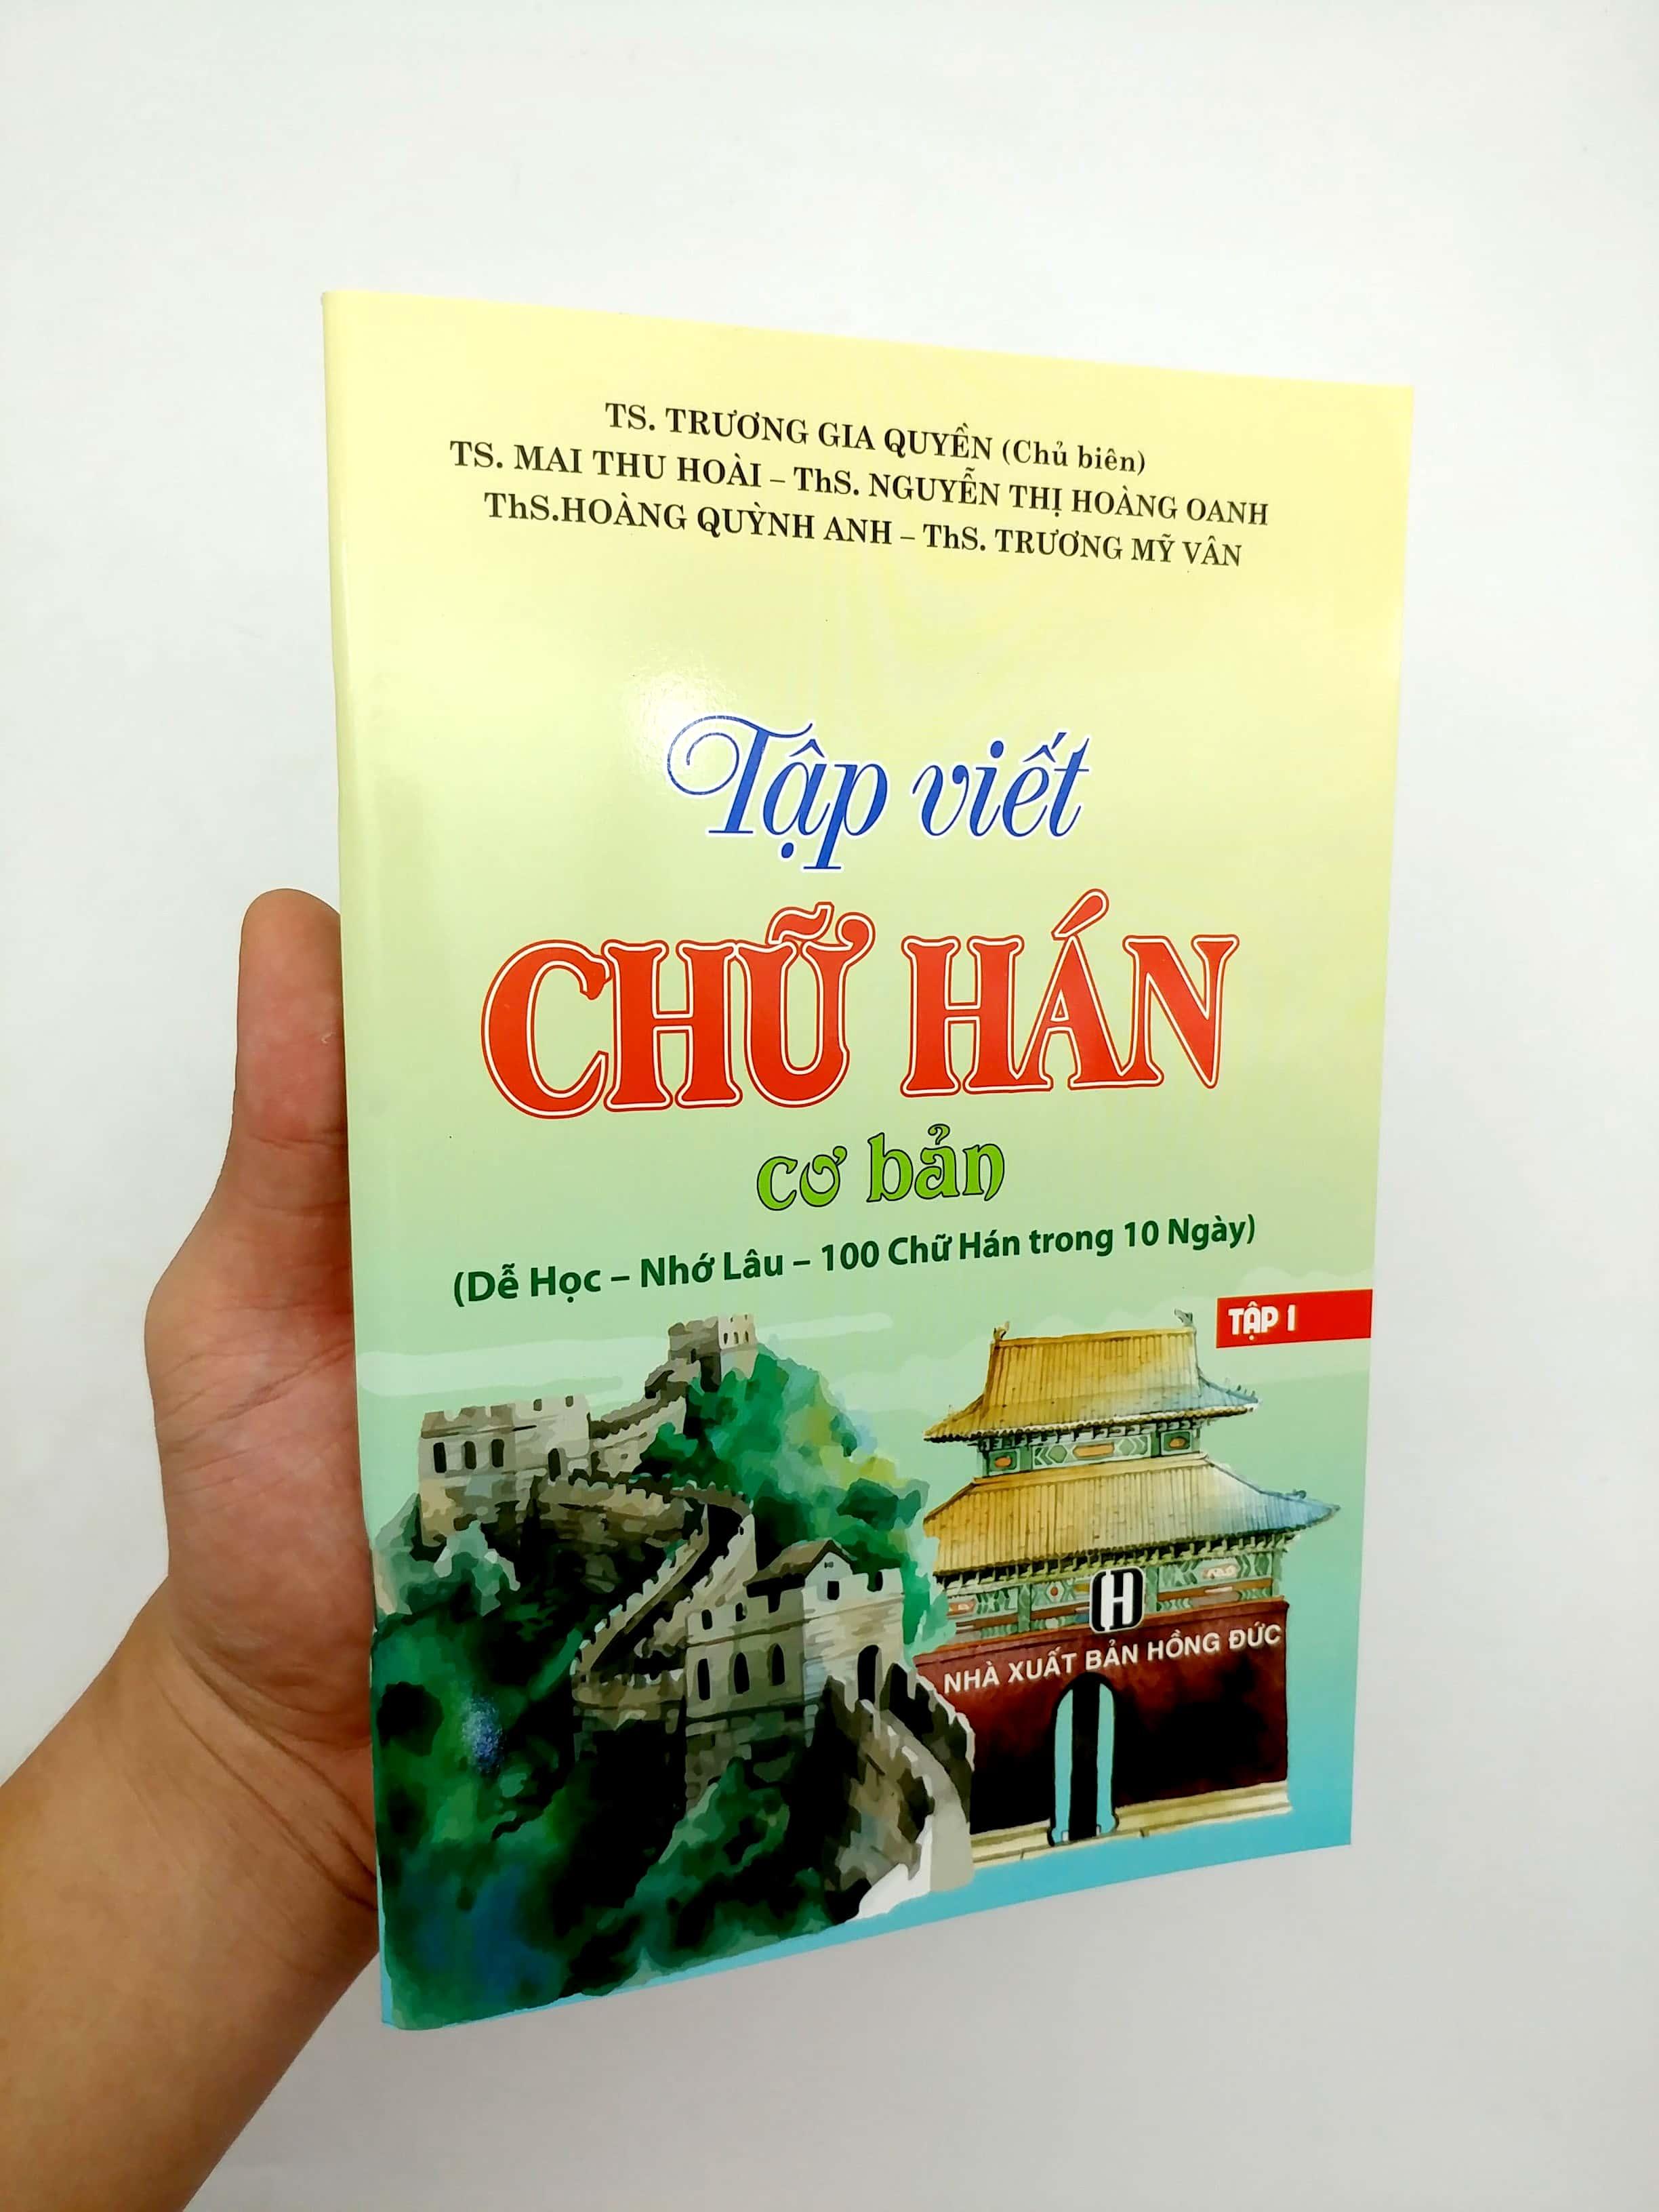 TS. TRƯƠNG GIA QUYỀN (Chủ biên)
TS. MAI THU HOÀI – ThS. NGUYỄN THỊ HOÀNG OANH
ThS.HOÀNG QUỲNH ANH – ThS. TRƯƠNG MỸ VÂN
Tập viết
CHỮ HÁN
cơ bản
(Dễ Học – Nhớ Lâu – 100 Chữ Hán trong 10 Ngày)
TẬP 1
NHÀ XUẤT BẢN HỒNG ĐỨC